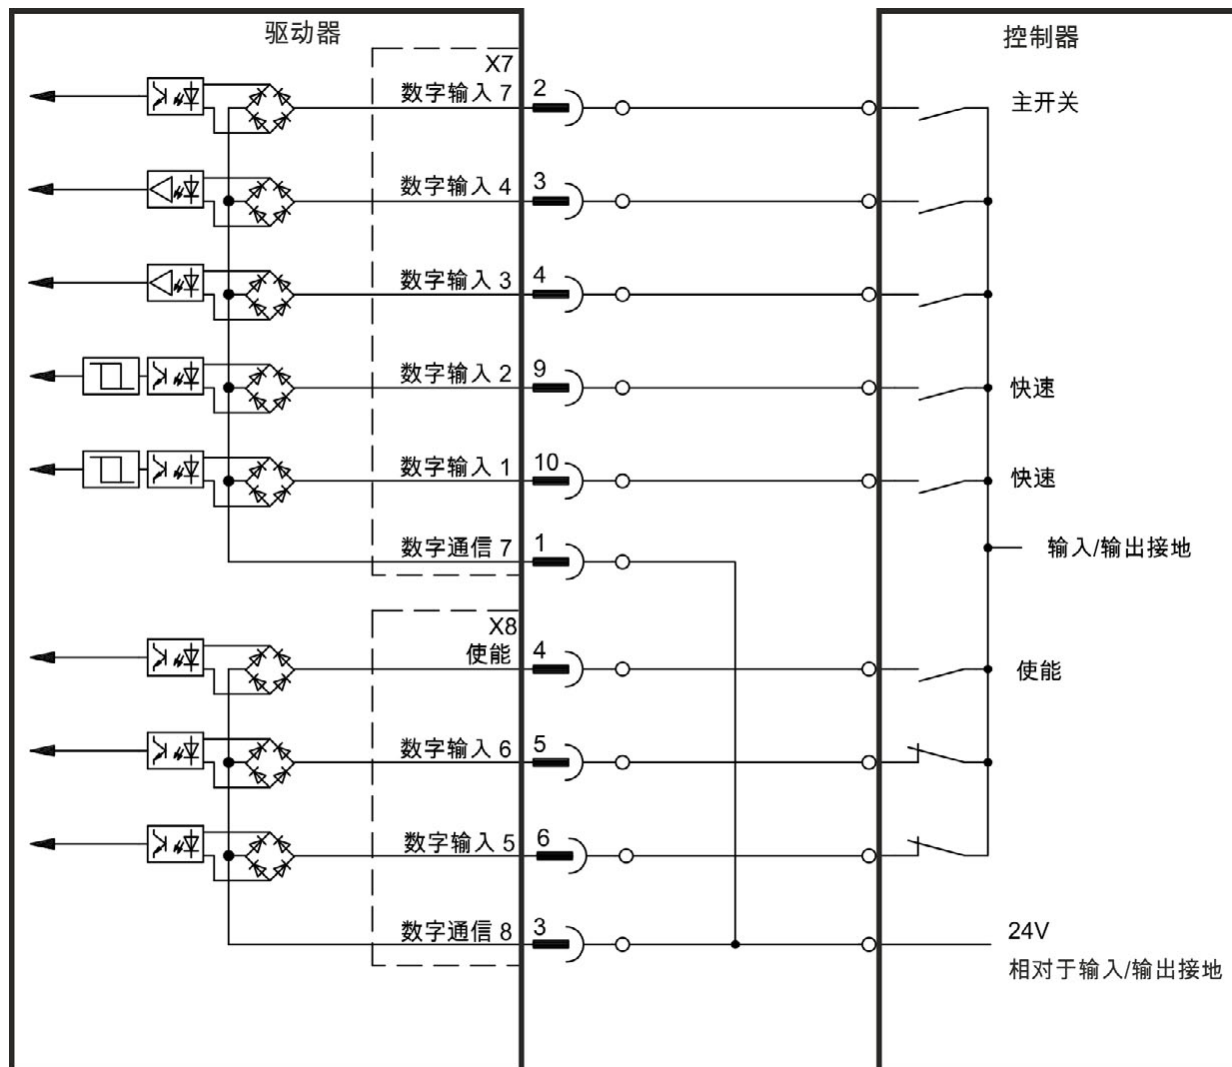 驱动器
控制器
X7
数字输入 7
2
主开关
数字输入 4
3
数字输入 3
4
数字输入 2
9
快速
数字输入 1
10
快速
数字通信 7
1
输入/输出接地
X8
使能
4
使能
数字输入 6
5
数字输入 5
6
数字通信 8
3
24V
相对于输入/输出接地